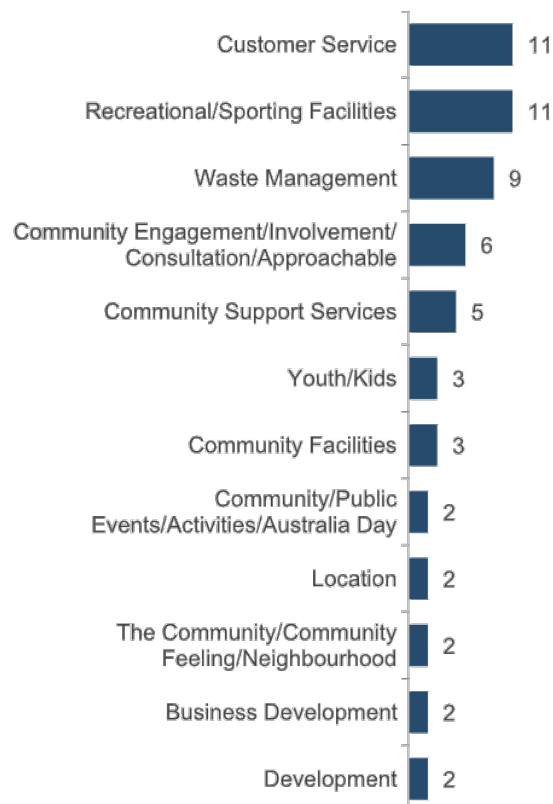 Customer Service 11
Recreational/Sporting Facilities 11
Waste Management 9
Community Engagement/Involvement/
Consultation/Approachable 6
Community Support Services 5
Youth/Kids 3
Community Facilities 3
Community/Public
Events/Activities/Australia Day 2
Location 2
The Community/Community
Feeling/Neighbourhood 2
Business Development 2
Development 2